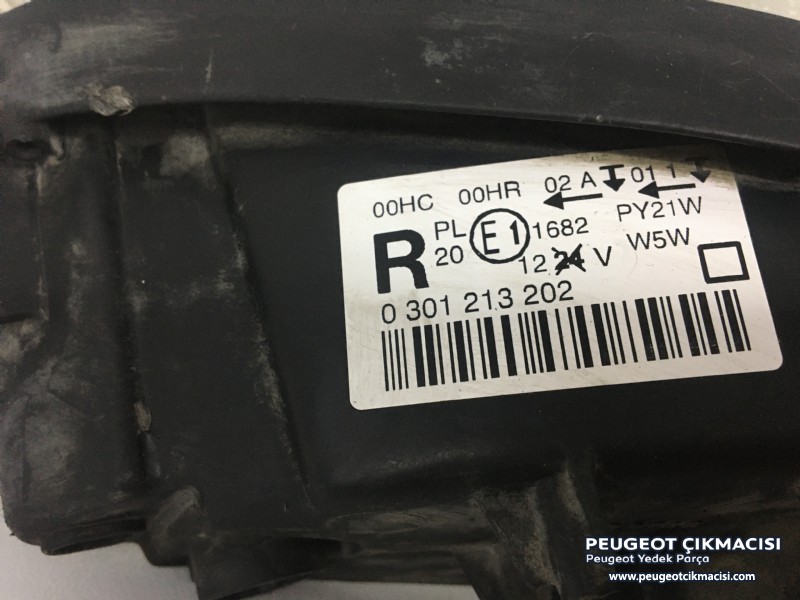 00HC 00HR 02 A 01 1
R PL E1 1682 PY21W
20 12 24 V W5W
0 301 213 202
PEUGEOT ÇIKMACISI
Peugeot Yedek Parça
www.peugeotcikmacisi.com